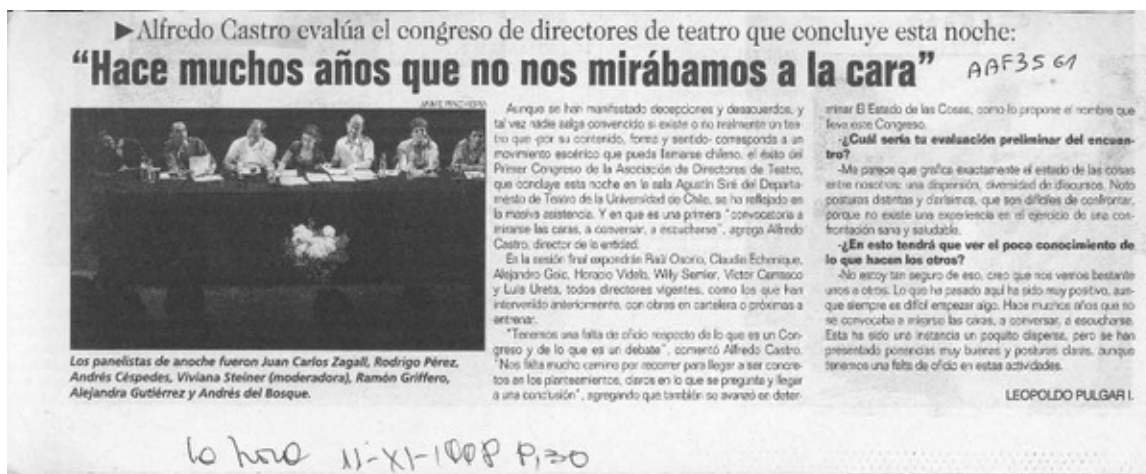 ►Alfredo Castro evalúa el congreso de directores de teatro que concluye esta noche:
“Hace muchos años que no nos mirábamos a la cara”
AAF3561
Los panelistas de anoche fueron Juan Carlos Zagall, Rodrigo Pérez,
Andrés Céspedes, Viviana Steiner (moderadora), Ramón Griffero,
Alejandra Gutiérrez y Andrés del Bosque.
Aunque se han manifestado decepciones y desacuerdos, y
tal vez nadie salga convencido si existe o no realmente un tea-
tro que -por su contenido, forma y sentido- corresponda a un
movimiento escénico que pueda llamarse chileno, el éxito del
Primer Congreso de la Asociación de Directores de Teatro,
que concluye esta noche en la sala Agustín Siré del Departa-
mento de Teatro de la Universidad de Chile, se ha reflejado en
la masiva asistencia. Y en que es una primera "convocatoria a
mirarse las caras, a conversar, a escucharse", agrega Alfredo
Castro, director de la entidad.
En la sesión final expondrán Raúl Osorio, Claudia Echenique,
Alejandro Goic, Horacio Videla, Willy Semler, Víctor Carrasco
y Luis Ureta, todos directores vigentes, como los que han
intervenido anteriormente, con obras en cartelera o próximas a
estrenar.
"Tenemos una falta de oficio respecto de lo que es un Con-
greso y de lo que es un debate", comentó Alfredo Castro.
"Nos falta mucho camino por recorrer para llegar a ser concre-
tos en los planteamientos, claros en lo que se pregunta y llegar
a una conclusión", agregando que también se avanzó en deter-
minar El Estado de las Cosas, como lo propone el nombre que
lleva este Congreso.
-¿Cuál sería tu evaluación preliminar del encuen-
tro?
-Me parece que grafica exactamente el estado de las cosas
entre nosotros: una dispersión, diversidad de discursos. Noto
posturas distintas y clarísimas, que son difíciles de confrontar,
porque no existe una experiencia en el ejercicio de una con-
frontación sana y saludable.
-¿En esto tendrá que ver el poco conocimiento de
lo que hacen los otros?
-No estoy tan seguro de eso, creo que nos vemos bastante
unos a otros. Lo que ha pasado aquí ha sido muy positivo, aun-
que siempre es difícil empezar algo. Hace muchos años que no
se convocaba a mirarse las caras, a conversar, a escucharse.
Esta ha sido una instancia un poquito dispersa, pero se han
presentado ponencias muy buenas y posturas claras, aunque
tenemos una falta de oficio en estas actividades.
LEOPOLDO PULGAR I.
la hora 11-XI-1998 P,30